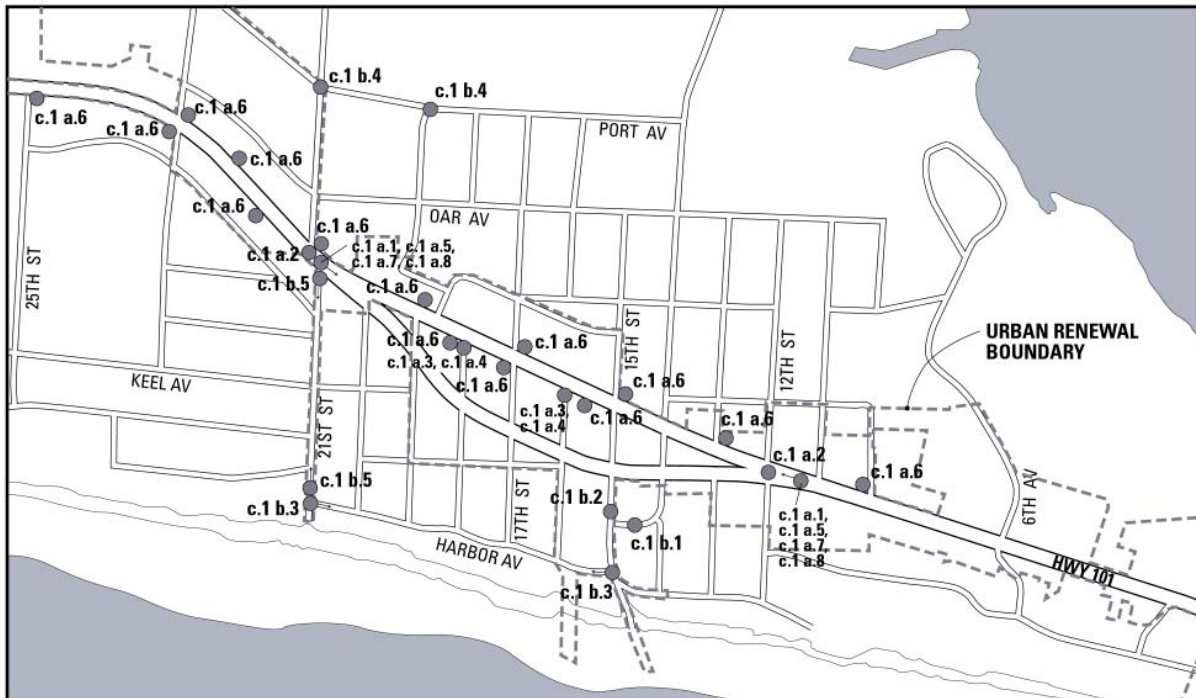 c.1 b.4
c.1 b.4
c.1 a.6
c.1 a.6
c.1 a.6
PORT AV
c.1 a.6
c.1 a.6
OAR AV
c.1 a.6
c.1 a.2
c.1 a.1, c.1 a.5,
c.1 a.7, c.1 a.8
25TH ST
c.1 b.5
c.1 a.6
15TH ST
URBAN RENEWAL
BOUNDARY
c.1 a.6
c.1 a.6
c.1 a.3, c.1 a.4
12TH ST
KEEL AV
c.1 a.6
c.1 a.6
c.1 a.3,
c.1 a.4
c.1 a.6
21ST ST
c.1 a.6
c.1 a.2
c.1 a.6
c.1 b.5
c.1 b.3
17TH ST
c.1 b.2
6TH AV
c.1 a.1,
c.1 a.5,
c.1 a.7,
c.1 a.8
c.1 b.1
HARBOR AV
HWY 101
c.1 b.3